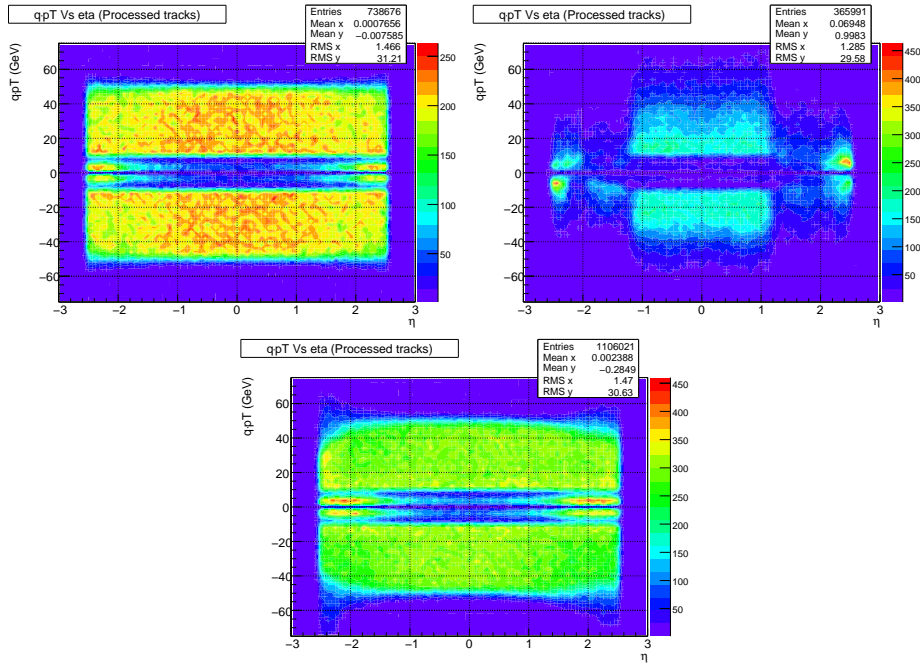 qpT Vs eta (Processed tracks)
Entries 738676
Mean x 0.0007656
Mean y -0.007585
RMS x 1.466
RMS y 31.21
qpT (GeV)
60
40
20
0
−20
−40
−60
−3 −2 −1 0 1 2 3
η
200
150
100
50
qpT Vs eta (Processed tracks)
Entries 365991
Mean x 0.06948
Mean y 0.9983
RMS x 1.285
RMS y 29.58
qpT (GeV)
60
40
20
0
−20
−40
−60
−3 −2 −1 0 1 2 3
η
450
400
350
300
250
200
150
100
50
qpT Vs eta (Processed tracks)
Entries 1106021
Mean x 0.002388
Mean y -0.2849
RMS x 1.47
RMS y 30.63
qpT (GeV)
60
40
20
0
−20
−40
−60
−3 −2 −1 0 1 2 3
η
450
400
350
300
250
200
150
100
50